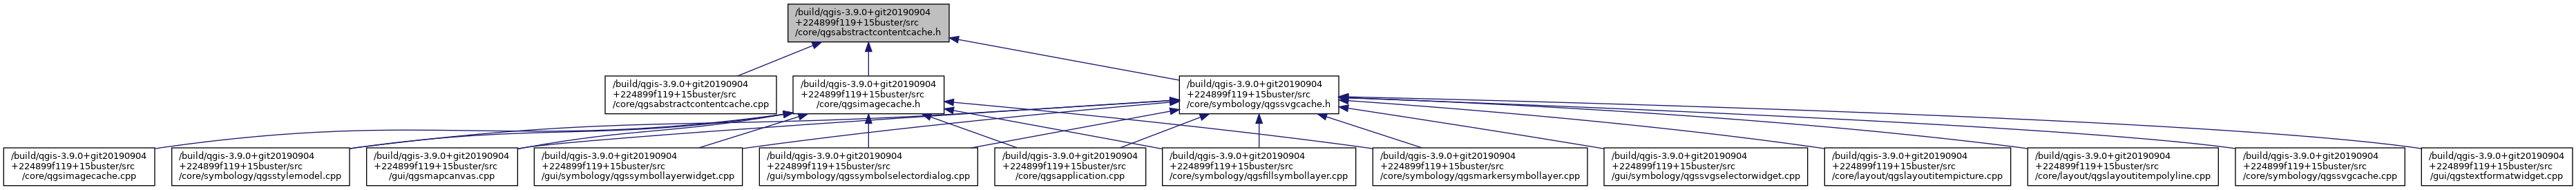 /build/qgis-3.9.0+git20190904
+224899f119+15buster/src
/core/qgsabstractcontentcache.h
/build/qgis-3.9.0+git20190904
+224899f119+15buster/src
/core/qgsabstractcontentcache.cpp
/build/qgis-3.9.0+git20190904
+224899f119+15buster/src
/core/qgsimagecache.h
/build/qgis-3.9.0+git20190904
+224899f119+15buster/src
/core/symbology/qgssvgcache.h
/build/qgis-3.9.0+git20190904
+224899f119+15buster/src
/core/qgsimagecache.cpp
/build/qgis-3.9.0+git20190904
+224899f119+15buster/src
/core/symbology/qgsstylemodel.cpp
/build/qgis-3.9.0+git20190904
+224899f119+15buster/src
/gui/qgsmapcanvas.cpp
/build/qgis-3.9.0+git20190904
+224899f119+15buster/src
/gui/symbology/qgssymbollayerwidget.cpp
/build/qgis-3.9.0+git20190904
+224899f119+15buster/src
/gui/symbology/qgssymbolselectordialog.cpp
/build/qgis-3.9.0+git20190904
+224899f119+15buster/src
/core/qgsapplication.cpp
/build/qgis-3.9.0+git20190904
+224899f119+15buster/src
/core/symbology/qgsfillsymbollayer.cpp
/build/qgis-3.9.0+git20190904
+224899f119+15buster/src
/core/symbology/qgsmarkersymbollayer.cpp
/build/qgis-3.9.0+git20190904
+224899f119+15buster/src
/gui/symbology/qgssvgselectorwidget.cpp
/build/qgis-3.9.0+git20190904
+224899f119+15buster/src
/core/layout/qgslayoutitempicture.cpp
/build/qgis-3.9.0+git20190904
+224899f119+15buster/src
/core/layout/qgslayoutitempolyline.cpp
/build/qgis-3.9.0+git20190904
+224899f119+15buster/src
/core/symbology/qgssvgcache.cpp
/build/qgis-3.9.0+git20190904
+224899f119+15buster/src
/gui/qgstextformatwidget.cpp